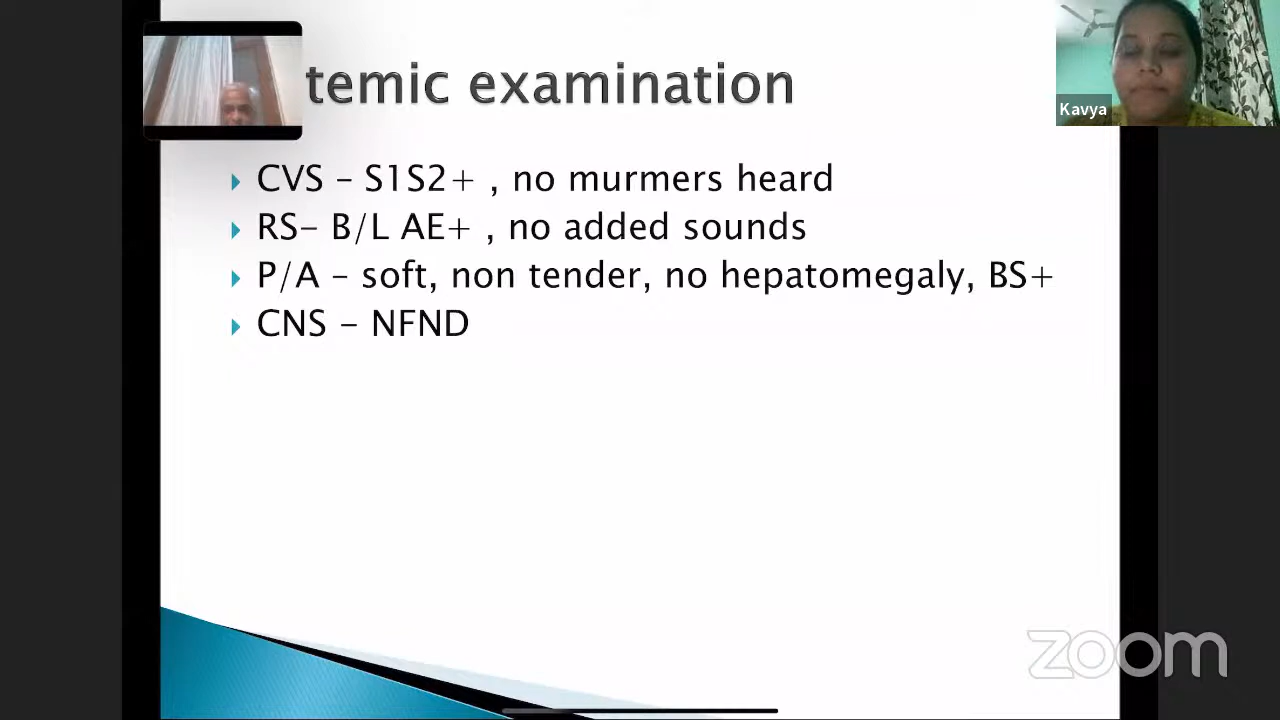 temic examination
Kavya
CVS – S1S2+ , no murmers heard
RS– B/L AE+ , no added sounds
P/A – soft, non tender, no hepatomegaly, BS+
CNS – NFND
zoom